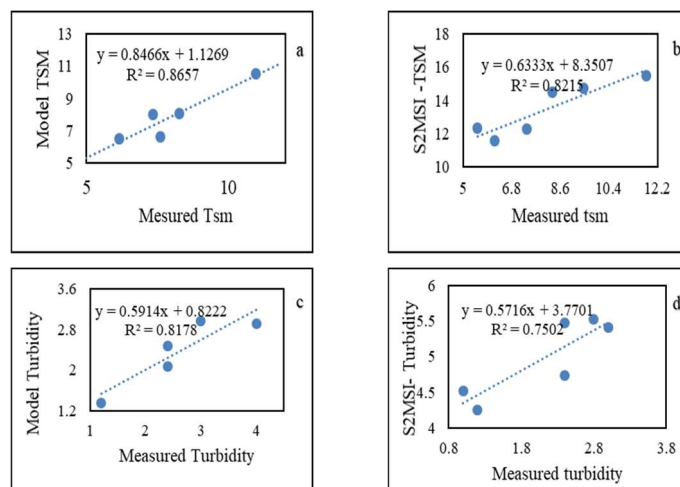 13
11
9
7
5
Model TSM
y = 0.8466x + 1.1269
R² = 0.8657
a
5
10
Mesured Tsm
18
16
14
12
10
S2MSI -TSM
y = 0.6333x + 8.3507
R² = 0.8215
b
5
6.8
8.6
10.4
12.2
Measured tsm
3.6
2.8
2
1.2
Model Turbidity
y = 0.5914x + 0.8222
R² = 0.8178
c
1
2
3
4
Measured Turbidity
6
5.5
5
4.5
4
S2MSI- Turbidity
y = 0.5716x + 3.7701
R² = 0.7502
d
0.8
1.8
2.8
3.8
Measured turbidity